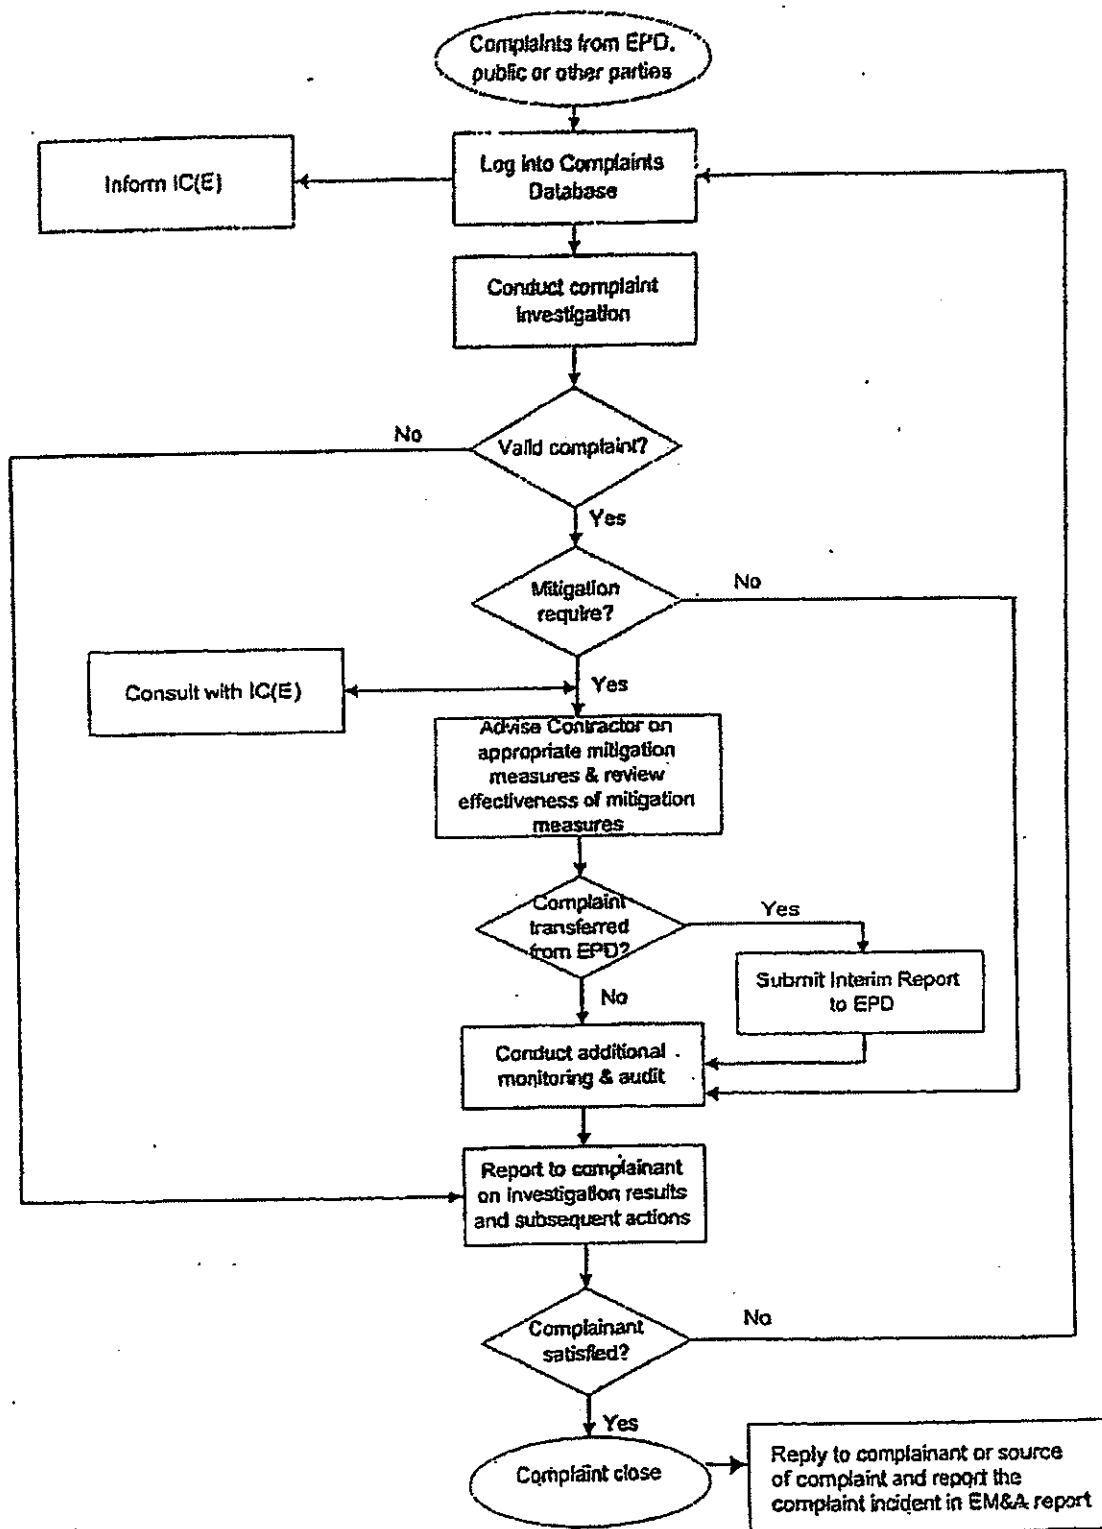 Complaints from EPD,
public or other parties
Inform IC(E)
Log into Complaints
Database
Conduct complaint
investigation
No
Valid complaint?
Yes
Mitigation
require?
No
Consult with IC(E)
Yes
Advise Contractor on
appropriate mitigation
measures & review
effectiveness of mitigation
measures
Complaint
transferred
from EPD?
Yes
Submit Interim Report
to EPD
No
Conduct additional
monitoring & audit
Report to complainant
on investigation results
and subsequent actions
Complainant
satisfied?
No
Yes
Complaint close
Reply to complainant or source
of complaint and report the
complaint incident in EM&A report